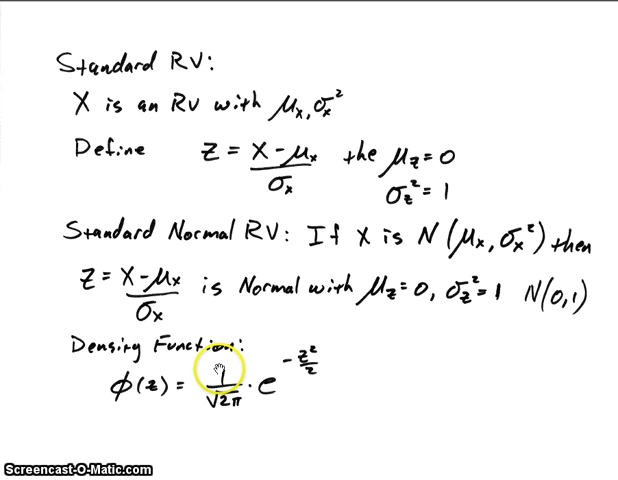 Standard RV:
X is an RV with μx, σx²
Define Z = X - μx / σx the μz = 0
σz² = 1
Standard Normal RV: If X is N(μx, σx²) then
Z = X - μx / σx is Normal with μz = 0, σz² = 1 N(0,1)
Density Function:
φ(z) = 1/√2π · e^(-z²/2)
Screencast-O-Matic.com